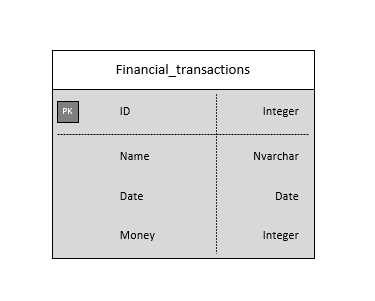 Financial_transactions
PK ID Integer
Name Nvarchar
Date Date
Money Integer